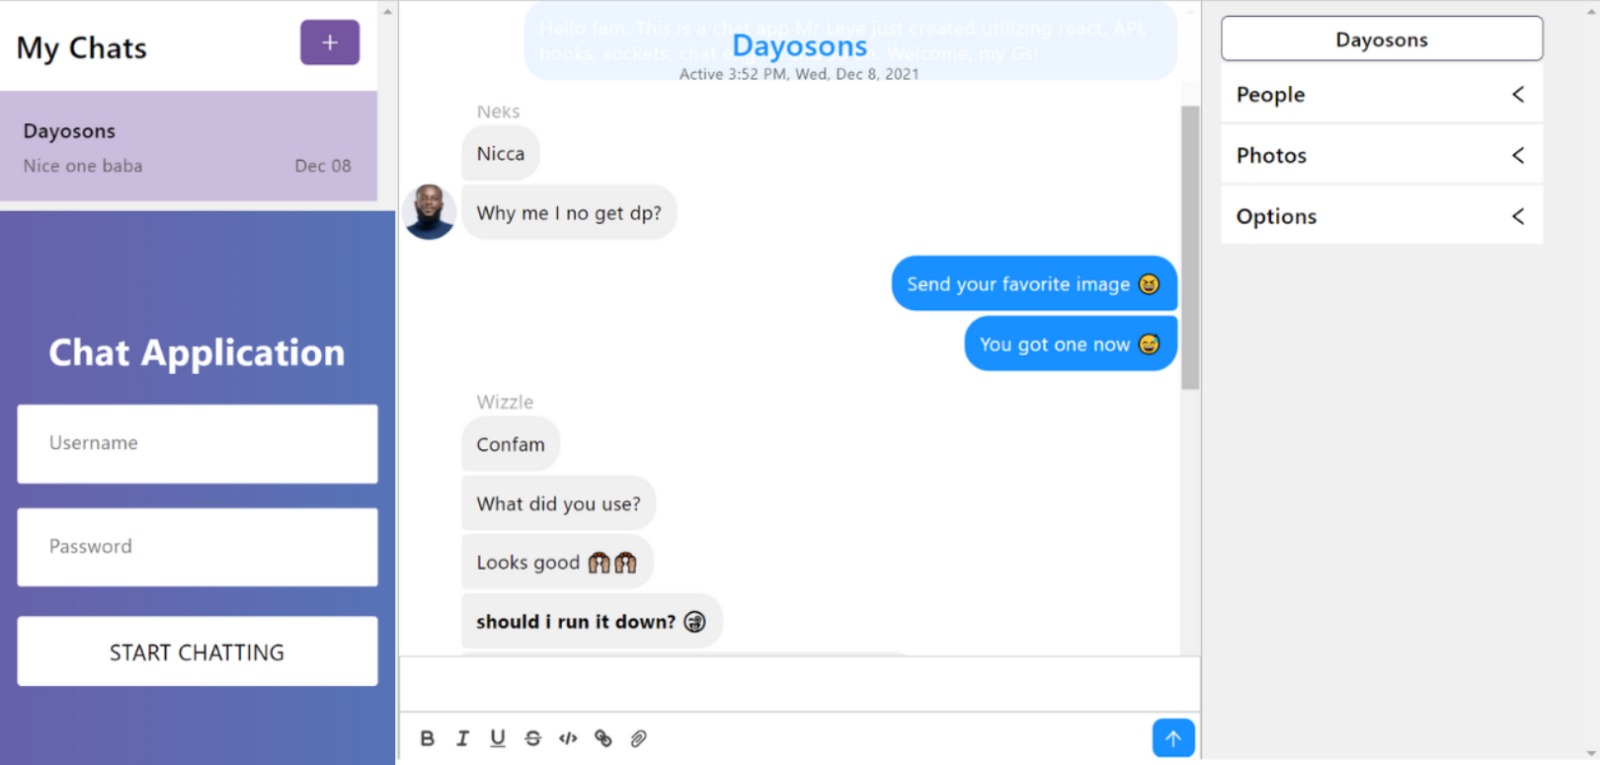 My Chats
+
Dayosons
Nice one baba
Dec 08
Chat Application
Username
Password
START CHATTING
Hello fam. This is a chat app Mr Leye just created utilizing react, API,
hooks, sockets, chat Welcome, my Gs!
Dayosons
Active 3:52 PM, Wed, Dec 8, 2021
Neks
Nicca
Why me I no get dp?
Send your favorite image 😆
You got one now 😅
Wizzle
Confam
What did you use?
Looks good 🙌🏾🙌🏾
should i run it down? 😜
B I U S </>
Dayosons
People <
Photos <
Options <